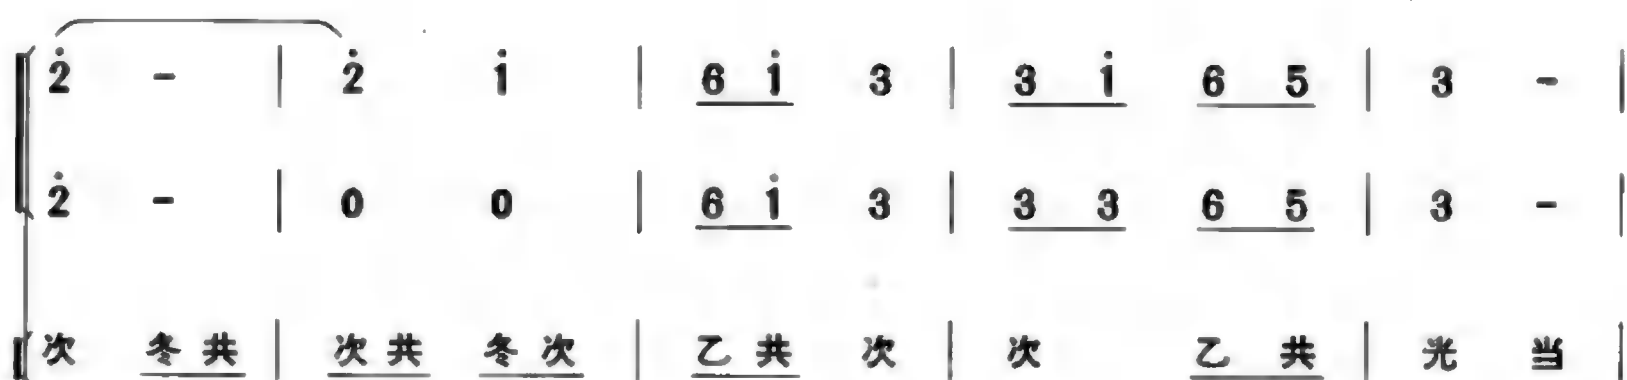 2̇ - | 2̇ 1̇ | 6 1̇ 3 | 3 1̇ 6 5 | 3 - |
2̇ - | 0 0 | 6 1̇ 3 | 3 3 6 5 | 3 - |
次 冬共 | 次共 冬次 | 乙共 次 | 次 乙共 | 光 当 |